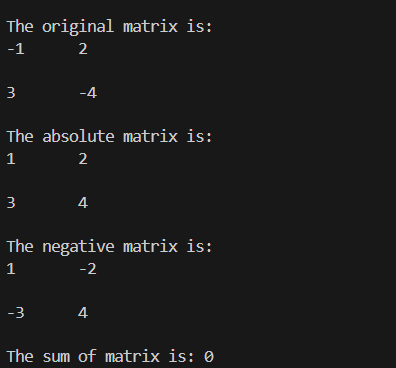 The original matrix is:
-1 2
3 -4
The absolute matrix is:
1 2
3 4
The negative matrix is:
1 -2
-3 4
The sum of matrix is: 0